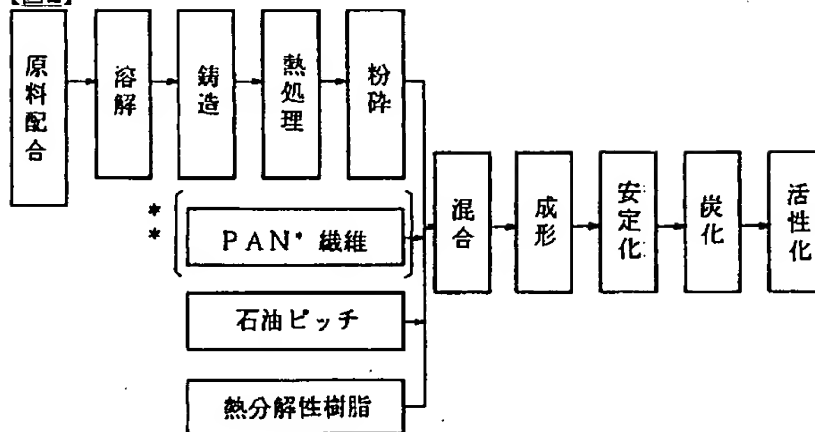 原料配合
溶解
鋳造
熱処理
粉砕
**
PAN* 繊維
石油ピッチ
熱分解性樹脂
混合
成形
安定化
炭化
活性化